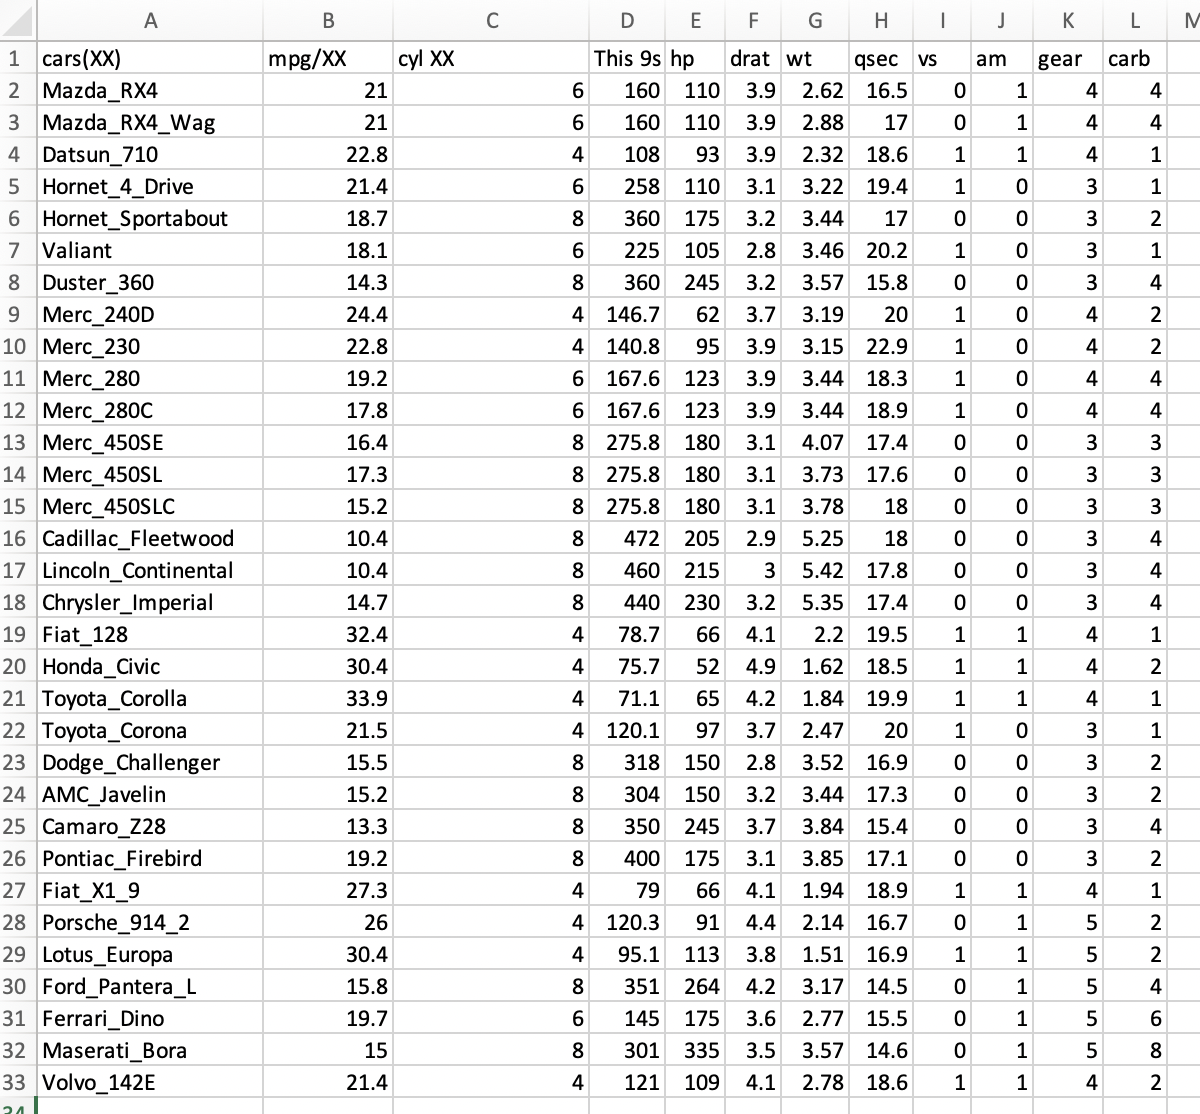 A B C D E F G H I J K L M
1 cars(XX) mpg/XX cyl XX This 9s hp drat wt qsec vs am gear carb
2 Mazda_RX4 21 6 160 110 3.9 2.62 16.5 0 1 4 4
3 Mazda_RX4_Wag 21 6 160 110 3.9 2.88 17 0 1 4 4
4 Datsun_710 22.8 4 108 93 3.9 2.32 18.6 1 1 4 1
5 Hornet_4_Drive 21.4 6 258 110 3.1 3.22 19.4 1 0 3 1
6 Hornet_Sportabout 18.7 8 360 175 3.2 3.44 17 0 0 3 2
7 Valiant 18.1 6 225 105 2.8 3.46 20.2 1 0 3 1
8 Duster_360 14.3 8 360 245 3.2 3.57 15.8 0 0 3 4
9 Merc_240D 24.4 4 146.7 62 3.7 3.19 20 1 0 4 2
10 Merc_230 22.8 4 140.8 95 3.9 3.15 22.9 1 0 4 2
11 Merc_280 19.2 6 167.6 123 3.9 3.44 18.3 1 0 4 4
12 Merc_280C 17.8 6 167.6 123 3.9 3.44 18.9 1 0 4 4
13 Merc_450SE 16.4 8 275.8 180 3.1 4.07 17.4 0 0 3 3
14 Merc_450SL 17.3 8 275.8 180 3.1 3.73 17.6 0 0 3 3
15 Merc_450SLC 15.2 8 275.8 180 3.1 3.78 18 0 0 3 3
16 Cadillac_Fleetwood 10.4 8 472 205 2.9 5.25 18 0 0 3 4
17 Lincoln_Continental 10.4 8 460 215 3 5.42 17.8 0 0 3 4
18 Chrysler_Imperial 14.7 8 440 230 3.2 5.35 17.4 0 0 3 4
19 Fiat_128 32.4 4 78.7 66 4.1 2.2 19.5 1 1 4 1
20 Honda_Civic 30.4 4 75.7 52 4.9 1.62 18.5 1 1 4 2
21 Toyota_Corolla 33.9 4 71.1 65 4.2 1.84 19.9 1 1 4 1
22 Toyota_Corona 21.5 4 120.1 97 3.7 2.47 20 1 0 3 1
23 Dodge_Challenger 15.5 8 318 150 2.8 3.52 16.9 0 0 3 2
24 AMC_Javelin 15.2 8 304 150 3.2 3.44 17.3 0 0 3 2
25 Camaro_Z28 13.3 8 350 245 3.7 3.84 15.4 0 0 3 4
26 Pontiac_Firebird 19.2 8 400 175 3.1 3.85 17.1 0 0 3 2
27 Fiat_X1_9 27.3 4 79 66 4.1 1.94 18.9 1 1 4 1
28 Porsche_914_2 26 4 120.3 91 4.4 2.14 16.7 0 1 5 2
29 Lotus_Europa 30.4 4 95.1 113 3.8 1.51 16.9 1 1 5 2
30 Ford_Pantera_L 15.8 8 351 264 4.2 3.17 14.5 0 1 5 4
31 Ferrari_Dino 19.7 6 145 175 3.6 2.77 15.5 0 1 5 6
32 Maserati_Bora 15 8 301 335 3.5 3.57 14.6 0 1 5 8
33 Volvo_142E 21.4 4 121 109 4.1 2.78 18.6 1 1 4 2
34